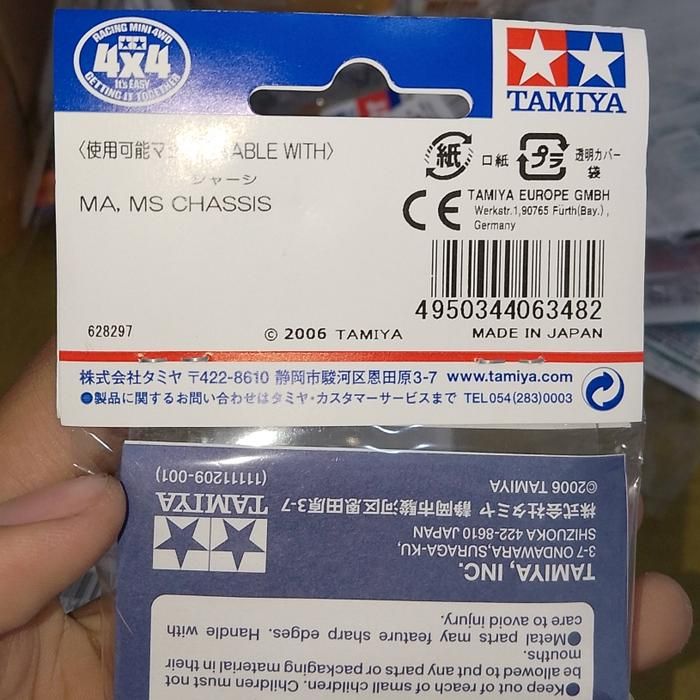 RACING MINI 4WD
4x4
It's EASY
GETTING IT TOGETHER
TAMIYA
〈使用可能マ ABLE WITH〉
シャーシ
MA, MS CHASSIS
紙 口紙 プラ 透明カバー
袋
CE TAMIYA EUROPE GMBH
Werkstr.1,90765 Fürth(Bay.),
Germany
4950344063482
628297 © 2006 TAMIYA MADE IN JAPAN
株式会社タミヤ 〒422-8610 静岡市駿河区恩田原3-7 www.tamiya.com
●製品に関するお問い合わせはタミヤ・カスタマーサービスまで TEL054(283)0003
●Keep out of reach of small children. Children must not
be allowed to put any parts or packaging material in their
mouths.
●Metal parts may feature sharp edges. Handle with
care to avoid injury.
TAMIYA, INC.
3-7 ONDAWARA,SURAGA-KU,
SHIZUOKA 422-8610 JAPAN
株式会社タミヤ 静岡市駿河区恩田原3-7
©2006 TAMIYA
TAMIYA
(11111209-001)